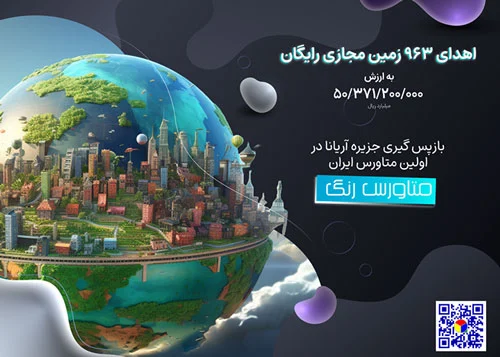 اهدای ۹۶۳ زمین مجازی رایگان
به ارزش
۵۰/۳۷۱/۲۰۰/۰۰۰
میلیارد ریال
بازپس گیری جزیره آریانا در
اولین متاورس ایران
متاورس رنگ